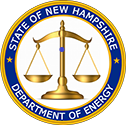 STATE OF NEW HAMPSHIRE
DEPARTMENT OF ENERGY